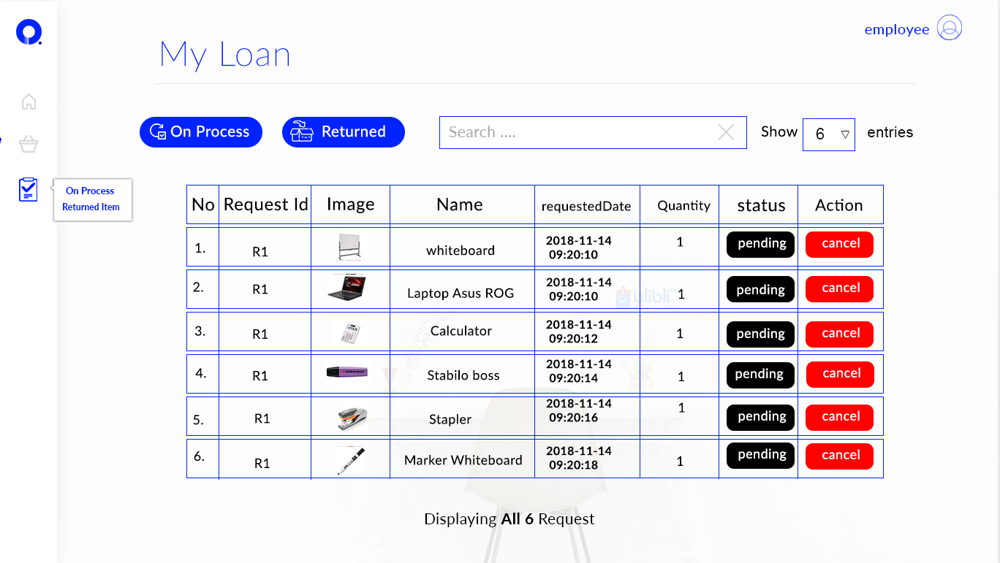 employee
My Loan
On Process
Returned
Search ....
Show 6 entries
On Process
Returned Item
No Request Id Image Name requestedDate Quantity status Action
1. R1 whiteboard 2018-11-14 09:20:10 1 pending cancel
2. R1 Laptop Asus ROG 2018-11-14 09:20:10 1 pending cancel
blibli
3. R1 Calculator 2018-11-14 09:20:12 1 pending cancel
4. R1 Stabilo boss 2018-11-14 09:20:14 1 pending cancel
5. R1 Stapler 2018-11-14 09:20:16 1 pending cancel
6. R1 Marker Whiteboard 2018-11-14 09:20:18 1 pending cancel
Displaying All 6 Request